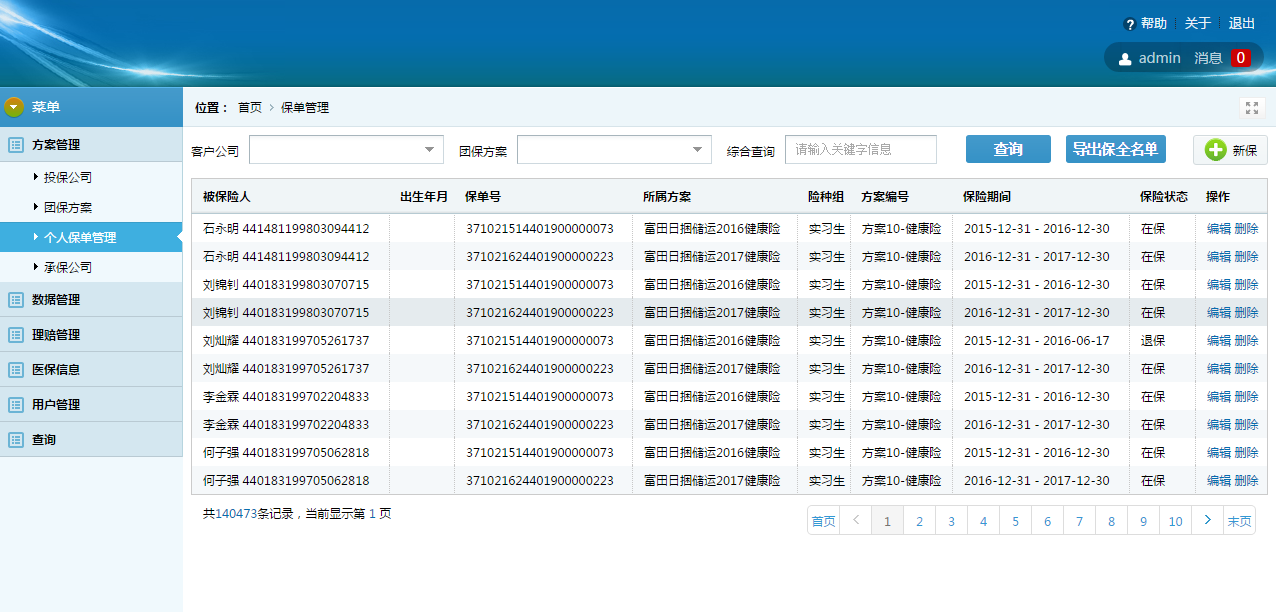 帮助 关于 退出
admin 消息 0
菜单
位置： 首页 > 保单管理
方案管理
投保公司
团保方案
个人保单管理
承保公司
数据管理
理赔管理
医保信息
用户管理
查询
客户公司 团保方案 综合查询 请输入关键字信息 查询 导出保全名单 新保
被保险人 出生年月 保单号 所属方案 险种组 方案编号 保险期间 保险状态 操作
石永明 441481199803094412 371021514401900000073 富田日捆储运2016健康险 实习生 方案10-健康险 2015-12-31 - 2016-12-30 在保 编辑 删除
石永明 441481199803094412 371021624401900000223 富田日捆储运2017健康险 实习生 方案10-健康险 2016-12-31 - 2017-12-30 在保 编辑 删除
刘锦钊 440183199803070715 371021514401900000073 富田日捆储运2016健康险 实习生 方案10-健康险 2015-12-31 - 2016-12-30 在保 编辑 删除
刘锦钊 440183199803070715 371021624401900000223 富田日捆储运2017健康险 实习生 方案10-健康险 2016-12-31 - 2017-12-30 在保 编辑 删除
刘灿耀 440183199705261737 371021514401900000073 富田日捆储运2016健康险 实习生 方案10-健康险 2015-12-31 - 2016-06-17 退保 编辑 删除
刘灿耀 440183199705261737 371021624401900000223 富田日捆储运2017健康险 实习生 方案10-健康险 2016-12-31 - 2017-12-30 在保 编辑 删除
李金霖 440183199702204833 371021514401900000073 富田日捆储运2016健康险 实习生 方案10-健康险 2015-12-31 - 2016-12-30 在保 编辑 删除
李金霖 440183199702204833 371021624401900000223 富田日捆储运2017健康险 实习生 方案10-健康险 2016-12-31 - 2017-12-30 在保 编辑 删除
何子强 440183199705062818 371021514401900000073 富田日捆储运2016健康险 实习生 方案10-健康险 2015-12-31 - 2016-12-30 在保 编辑 删除
何子强 440183199705062818 371021624401900000223 富田日捆储运2017健康险 实习生 方案10-健康险 2016-12-31 - 2017-12-30 在保 编辑 删除
共140473条记录，当前显示第 1 页
首页 < 1 2 3 4 5 6 7 8 9 10 > 末页